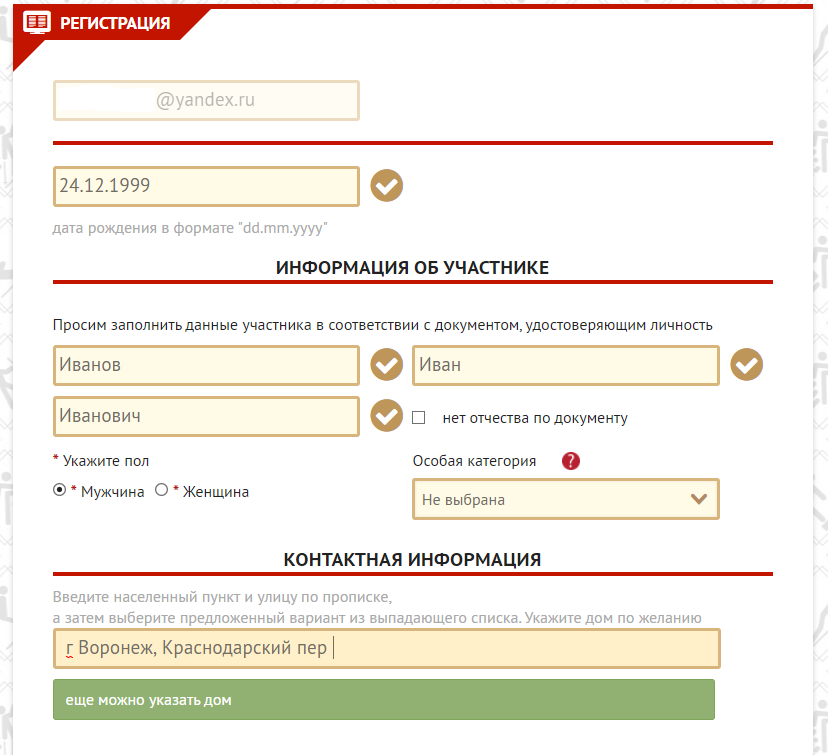 РЕГИСТРАЦИЯ
@yandex.ru
24.12.1999
дата рождения в формате "dd.mm.yyyy"
ИНФОРМАЦИЯ ОБ УЧАСТНИКЕ
Просим заполнить данные участника в соответствии с документом, удостоверяющим личность
Иванов Иван
Иванович нет отчества по документу
* Укажите пол Особая категория ?
* Мужчина * Женщина Не выбрана
КОНТАКТНАЯ ИНФОРМАЦИЯ
Введите населенный пункт и улицу по прописке,
а затем выберите предложенный вариант из выпадающего списка. Укажите дом по желанию
г Воронеж, Краснодарский пер
еще можно указать дом